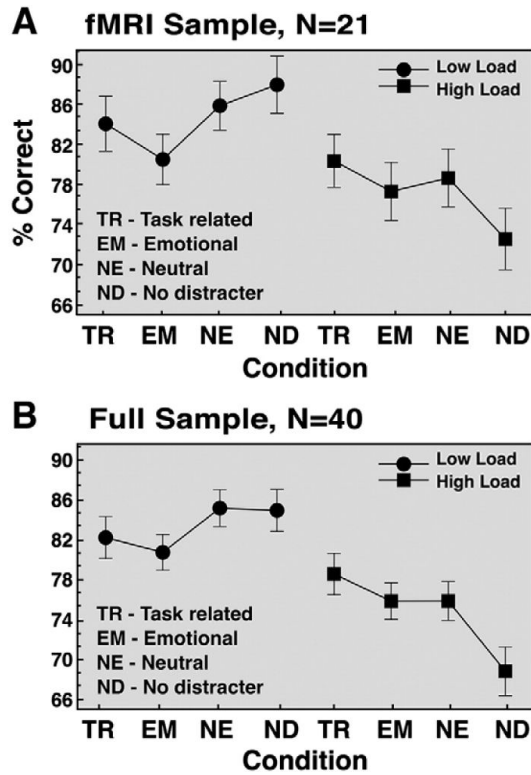 A fMRI Sample, N=21
% Correct
90
86
82
78
74
70
66
Low Load
High Load
TR - Task related
EM - Emotional
NE - Neutral
ND - No distracter
TR EM NE ND TR EM NE ND
Condition
B Full Sample, N=40
% Correct
90
86
82
78
74
70
66
Low Load
High Load
TR - Task related
EM - Emotional
NE - Neutral
ND - No distracter
TR EM NE ND TR EM NE ND
Condition